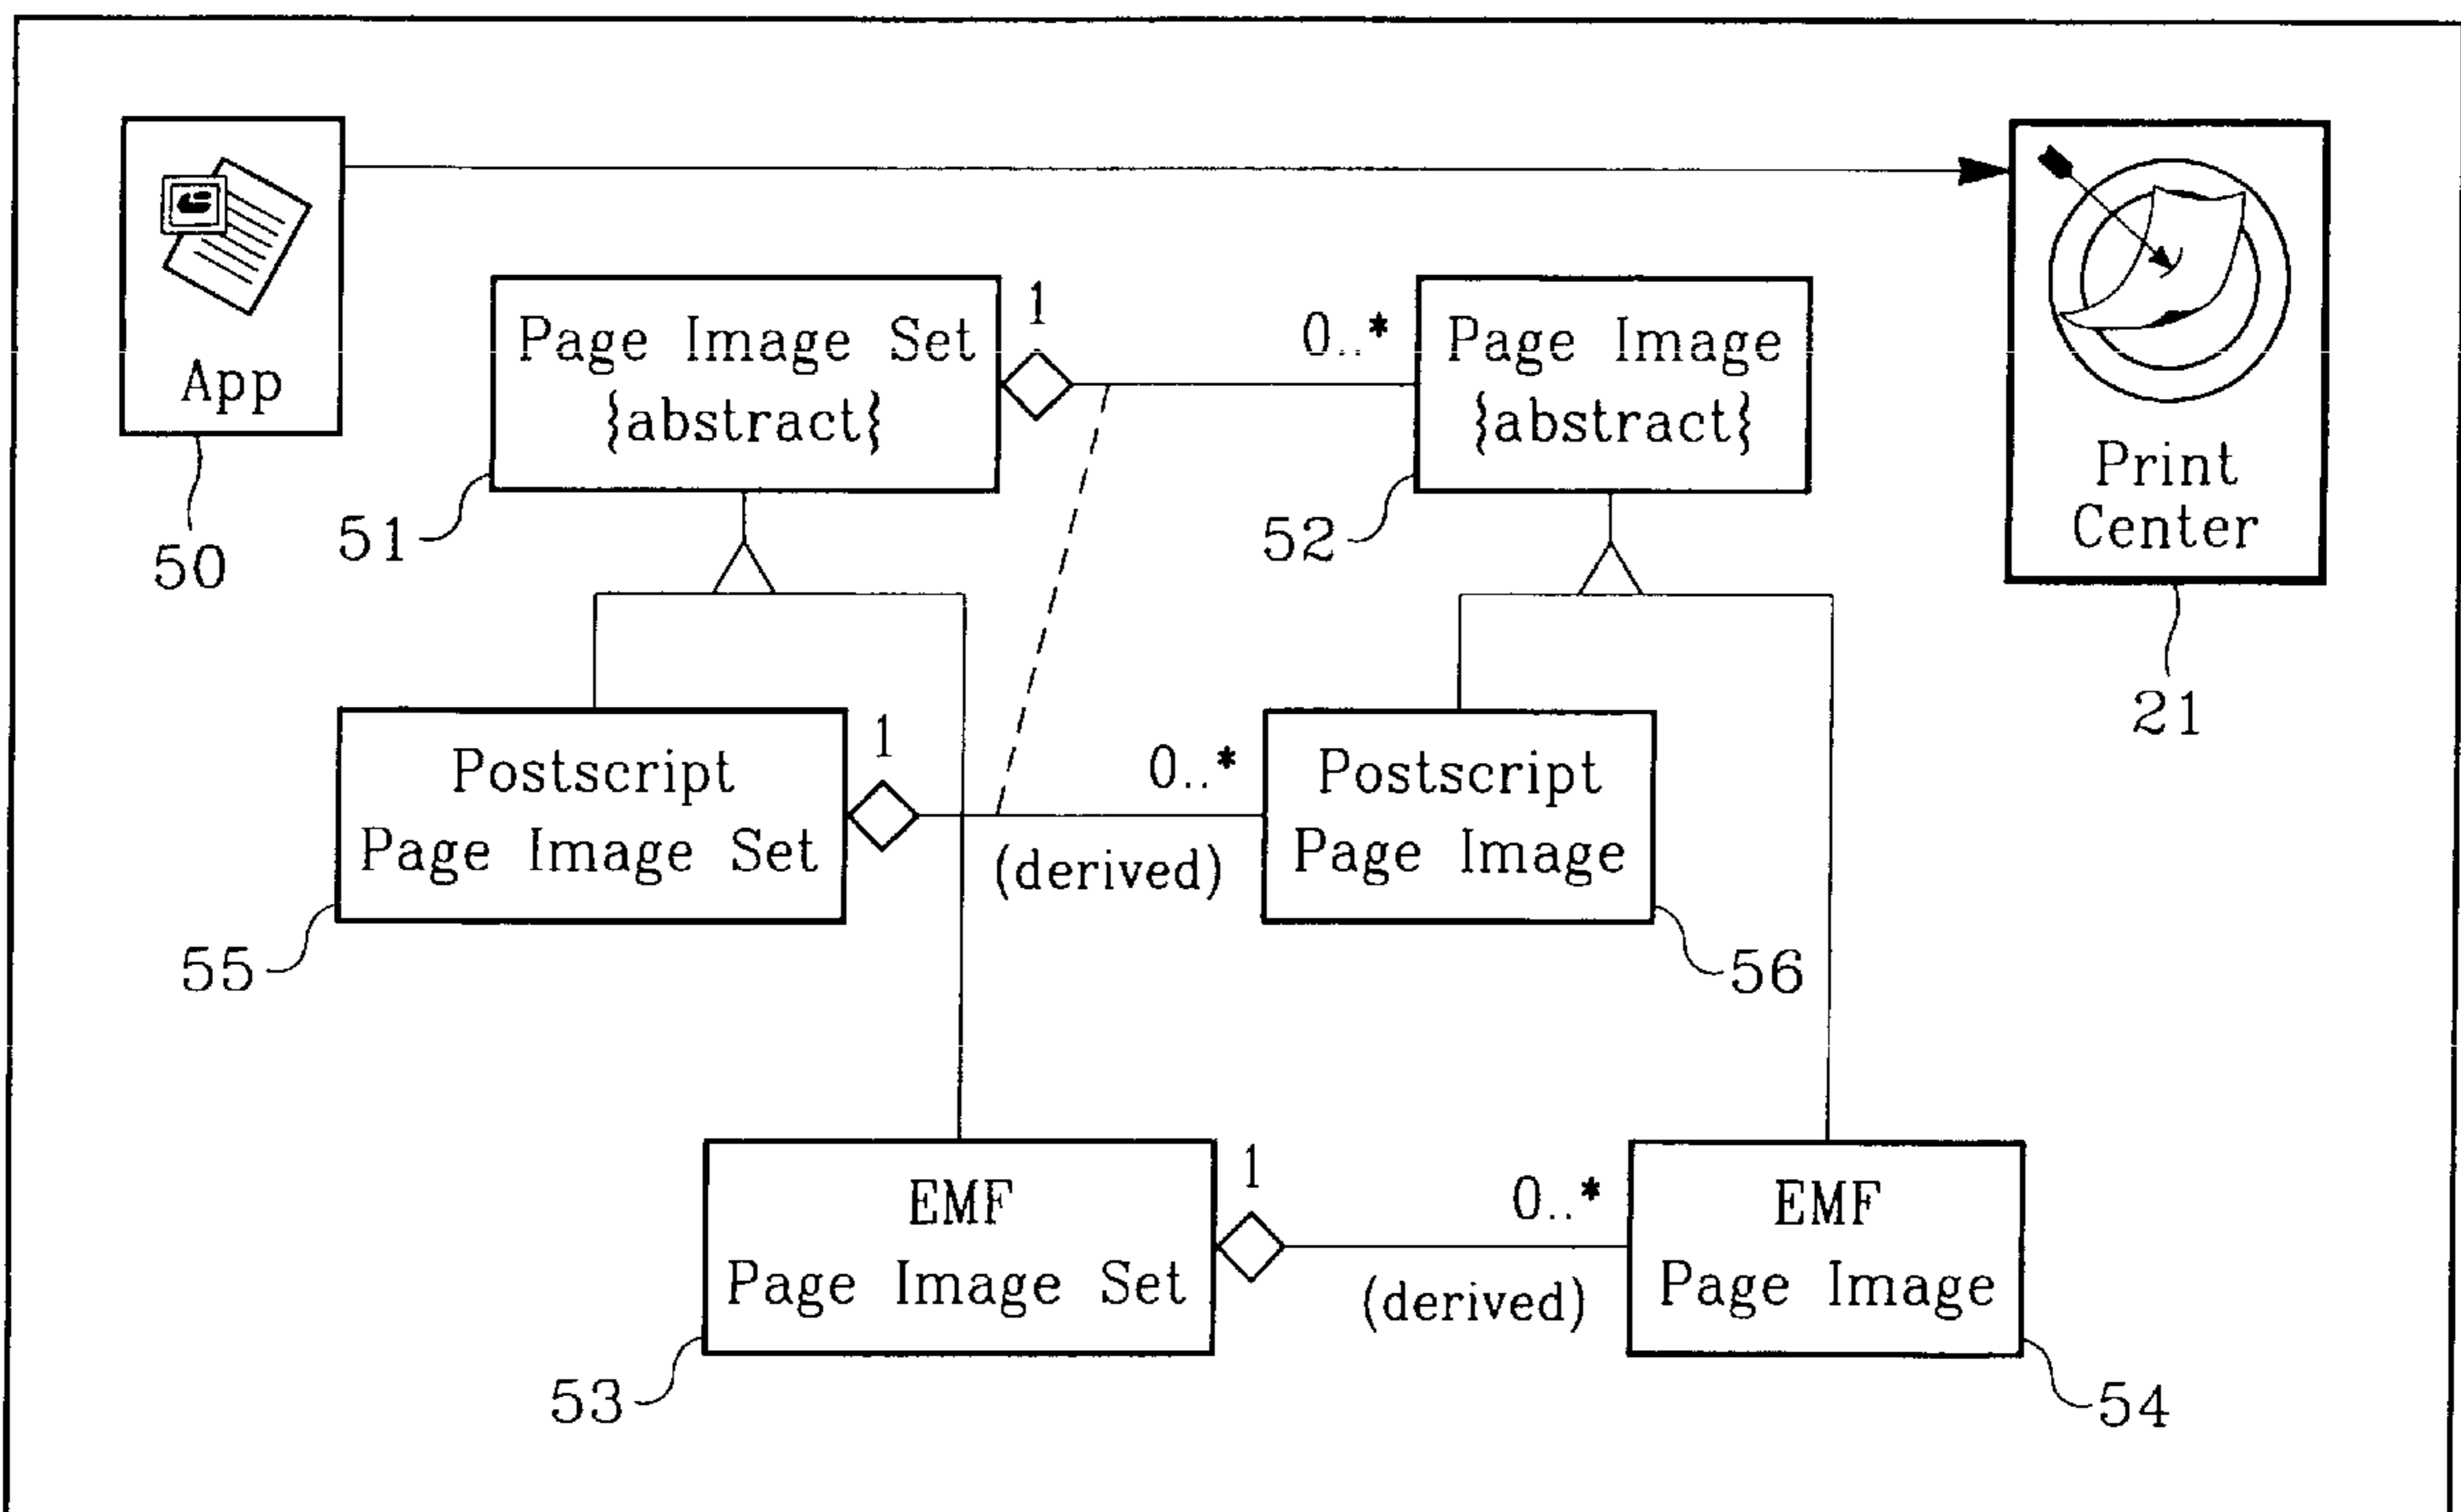 App
50
Page Image Set
}abstract{
51
1
0..*
Page Image
}abstract}
52
Print
Center
21
Postscript
Page Image Set
55
1
0..*
(derived)
Postscript
Page Image
56
EMF
Page Image Set
53
1
0..*
(derived)
EMF
Page Image
54